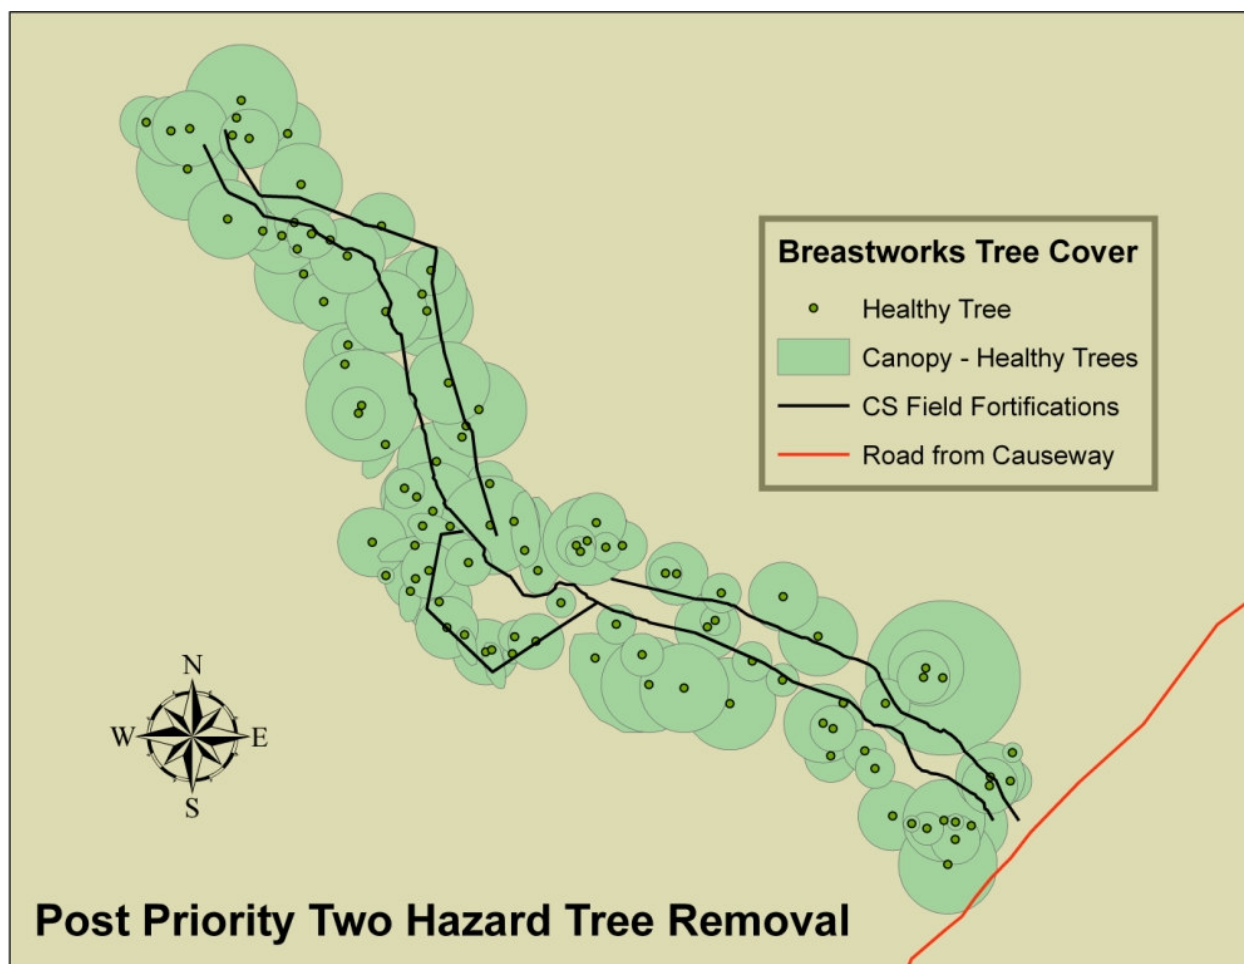 Breastworks Tree Cover
Healthy Tree
Canopy - Healthy Trees
CS Field Fortifications
Road from Causeway
N
W E
S
Post Priority Two Hazard Tree Removal